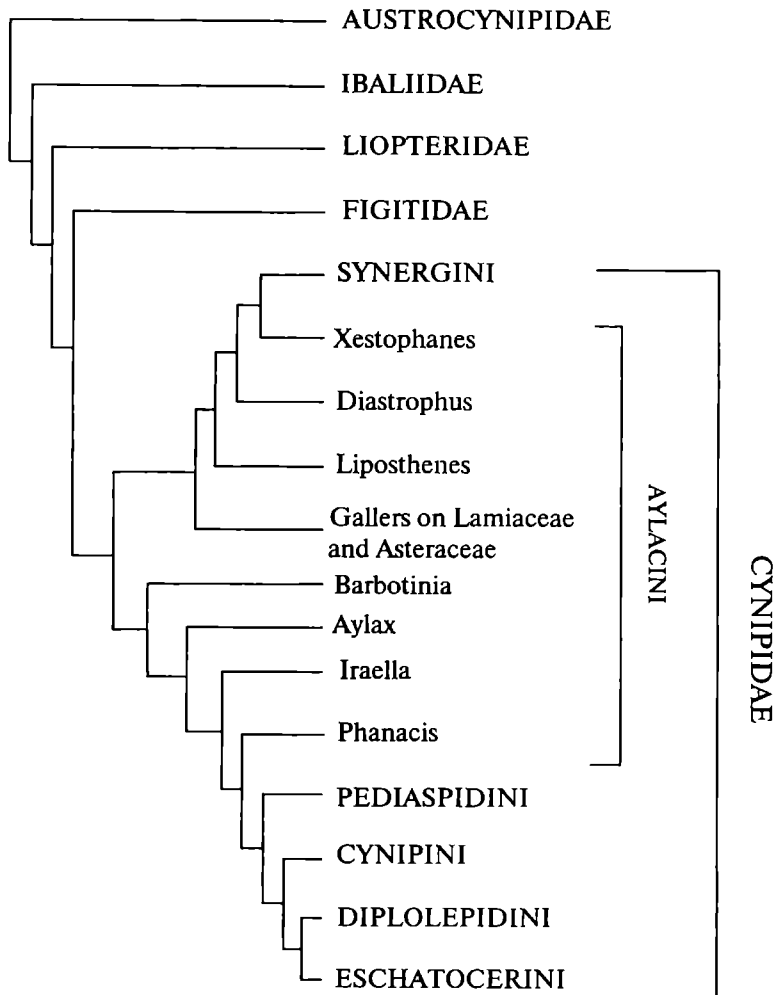 AUSTROCYNIPIDAE
IBALIIDAE
LIOPTERIDAE
FIGITIDAE
SYNERGINI
Xestophanes
Diastrophus
Liposthenes
Gallers on Lamiaceae
and Asteraceae
Barbotinia
Aylax
Iraella
Phanacis
PEDIASPIDINI
CYNIPINI
DIPLOLEPIDINI
ESCHATOCERINI
AYLACINI
CYNIPIDAE